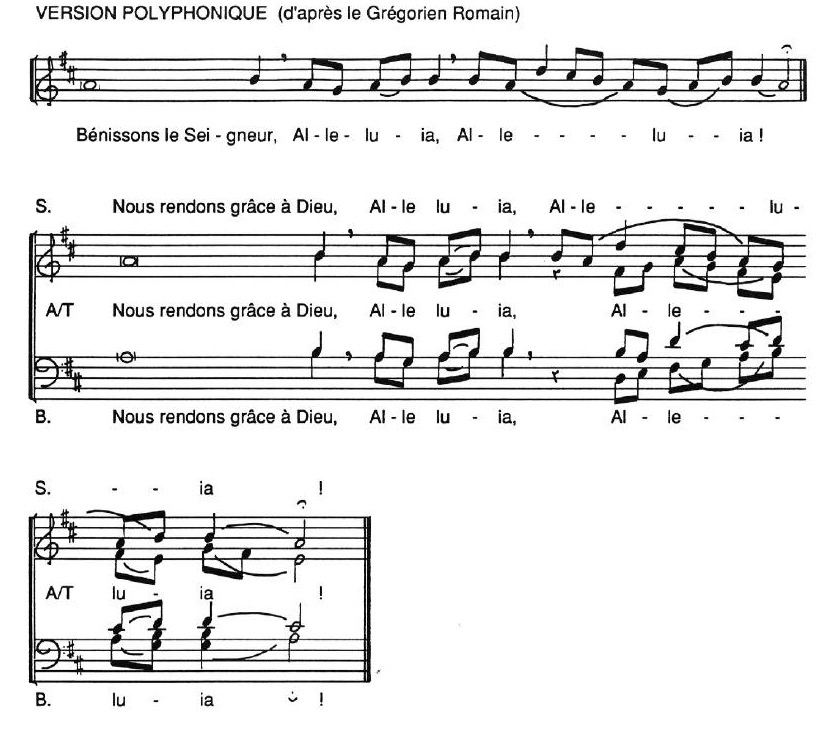 VERSION POLYPHONIQUE (d'après le Grégorien Romain)
Bénissons le Sei - gneur, Al - le - lu - ia, Al - le - - - - lu - - ia !
S. Nous rendons grâce à Dieu, Al - le lu - ia, Al - le - - - - - lu -
A/T Nous rendons grâce à Dieu, Al - le lu - ia, Al - le - - -
B. Nous rendons grâce à Dieu, Al - le lu - ia, Al - le - - -
S. - - ia !
A/T lu - ia !
B. lu - ia !